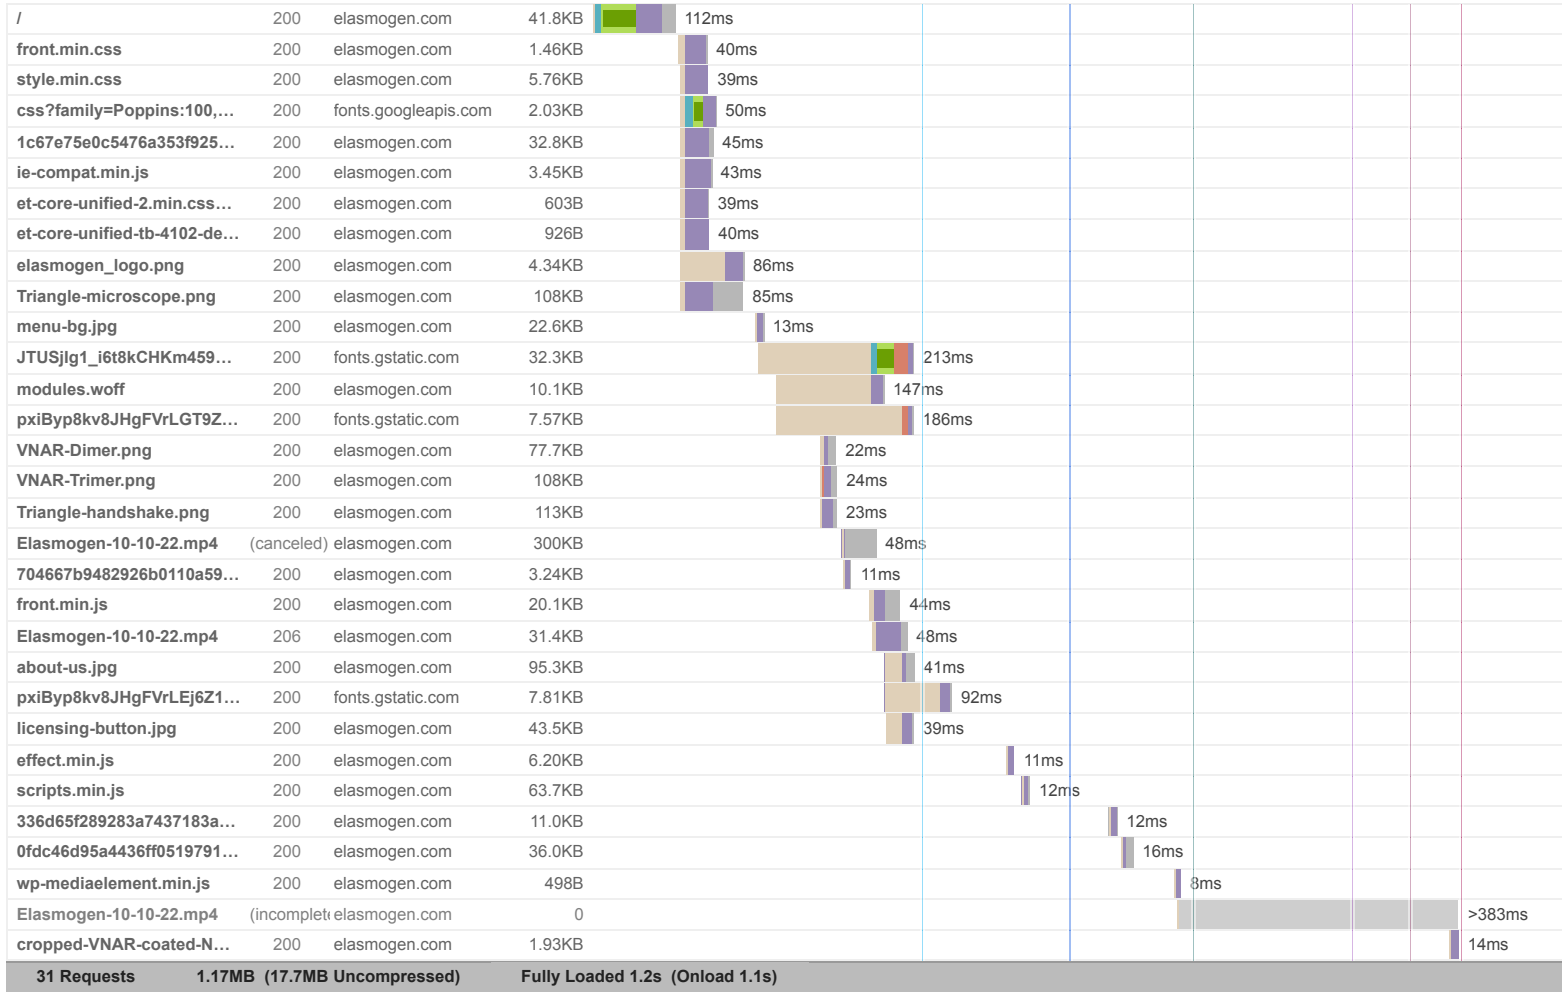 / 200 elasmogen.com 41.8KB 112ms
front.min.css 200 elasmogen.com 1.46KB 40ms
style.min.css 200 elasmogen.com 5.76KB 39ms
css?family=Poppins:100,... 200 fonts.googleapis.com 2.03KB 50ms
1c67e75e0c5476a353f925... 200 elasmogen.com 32.8KB 45ms
ie-compat.min.js 200 elasmogen.com 3.45KB 43ms
et-core-unified-2.min.css... 200 elasmogen.com 603B 39ms
et-core-unified-tb-4102-de... 200 elasmogen.com 926B 40ms
elasmogen_logo.png 200 elasmogen.com 4.34KB 86ms
Triangle-microscope.png 200 elasmogen.com 108KB 85ms
menu-bg.jpg 200 elasmogen.com 22.6KB 13ms
JTUSjIg1_i6t8kCHKm459... 200 fonts.gstatic.com 32.3KB 213ms
modules.woff 200 elasmogen.com 10.1KB 147ms
pxiByp8kv8JHgFVrLGT9Z... 200 fonts.gstatic.com 7.57KB 186ms
VNAR-Dimer.png 200 elasmogen.com 77.7KB 22ms
VNAR-Trimer.png 200 elasmogen.com 108KB 24ms
Triangle-handshake.png 200 elasmogen.com 113KB 23ms
Elasmogen-10-10-22.mp4 (canceled) elasmogen.com 300KB 48ms
704667b9482926b0110a59... 200 elasmogen.com 3.24KB 11ms
front.min.js 200 elasmogen.com 20.1KB 44ms
Elasmogen-10-10-22.mp4 206 elasmogen.com 31.4KB 48ms
about-us.jpg 200 elasmogen.com 95.3KB 41ms
pxiByp8kv8JHgFVrLEj6Z1... 200 fonts.gstatic.com 7.81KB 92ms
licensing-button.jpg 200 elasmogen.com 43.5KB 39ms
effect.min.js 200 elasmogen.com 6.20KB 11ms
scripts.min.js 200 elasmogen.com 63.7KB 12ms
336d65f289283a7437183a... 200 elasmogen.com 11.0KB 12ms
0fdc46d95a4436ff0519791... 200 elasmogen.com 36.0KB 16ms
wp-mediaelement.min.js 200 elasmogen.com 498B 8ms
Elasmogen-10-10-22.mp4 (incomplete elasmogen.com 0 >383ms
cropped-VNAR-coated-N... 200 elasmogen.com 1.93KB 14ms
31 Requests 1.17MB (17.7MB Uncompressed) Fully Loaded 1.2s (Onload 1.1s)